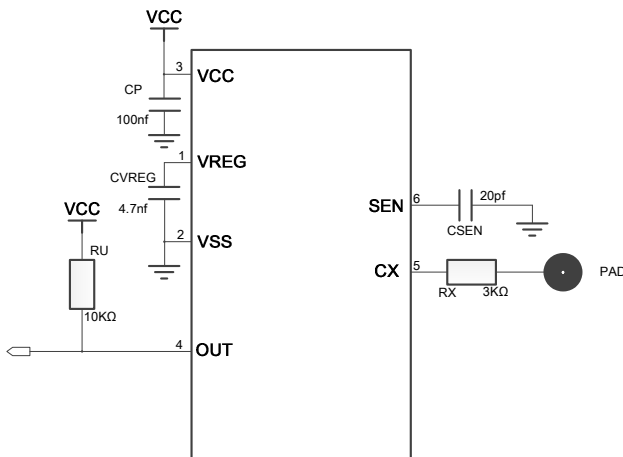 VCC
3
VCC
CP
100nf
1
VREG
CVREG
4.7nf
VCC
2
VSS
RU
10KΩ
4
OUT
SEN
6
20pf
CSEN
CX
5
RX
3KΩ
PAD